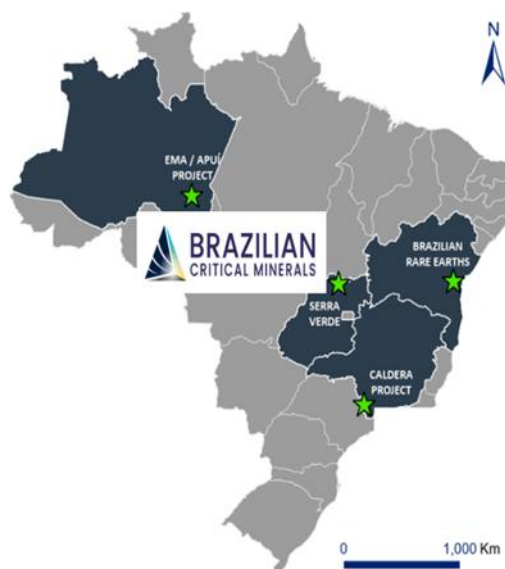 N
EMA / APUÍ
PROJECT
BRAZILIAN
CRITICAL MINERALS
BRAZILIAN
RARE EARTHS
SERRA
VERDE
CALDERA
PROJECT
0
1,000 Km